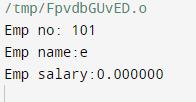 /tmp/FpvdbGUvED.o
Emp no: 101
Emp name:e
Emp salary:0.000000